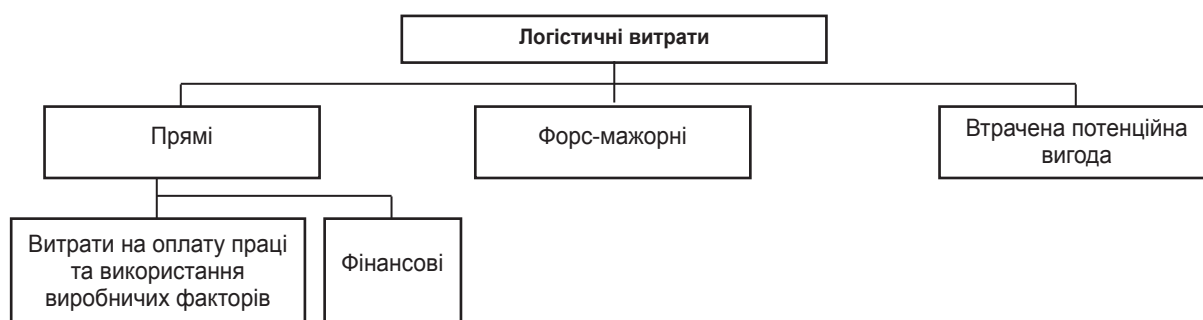 Логістичні витрати
Прямі
Форс-мажорні
Втрачена потенційна
вигода
Витрати на оплату праці
та використання
виробничих факторів
Фінансові